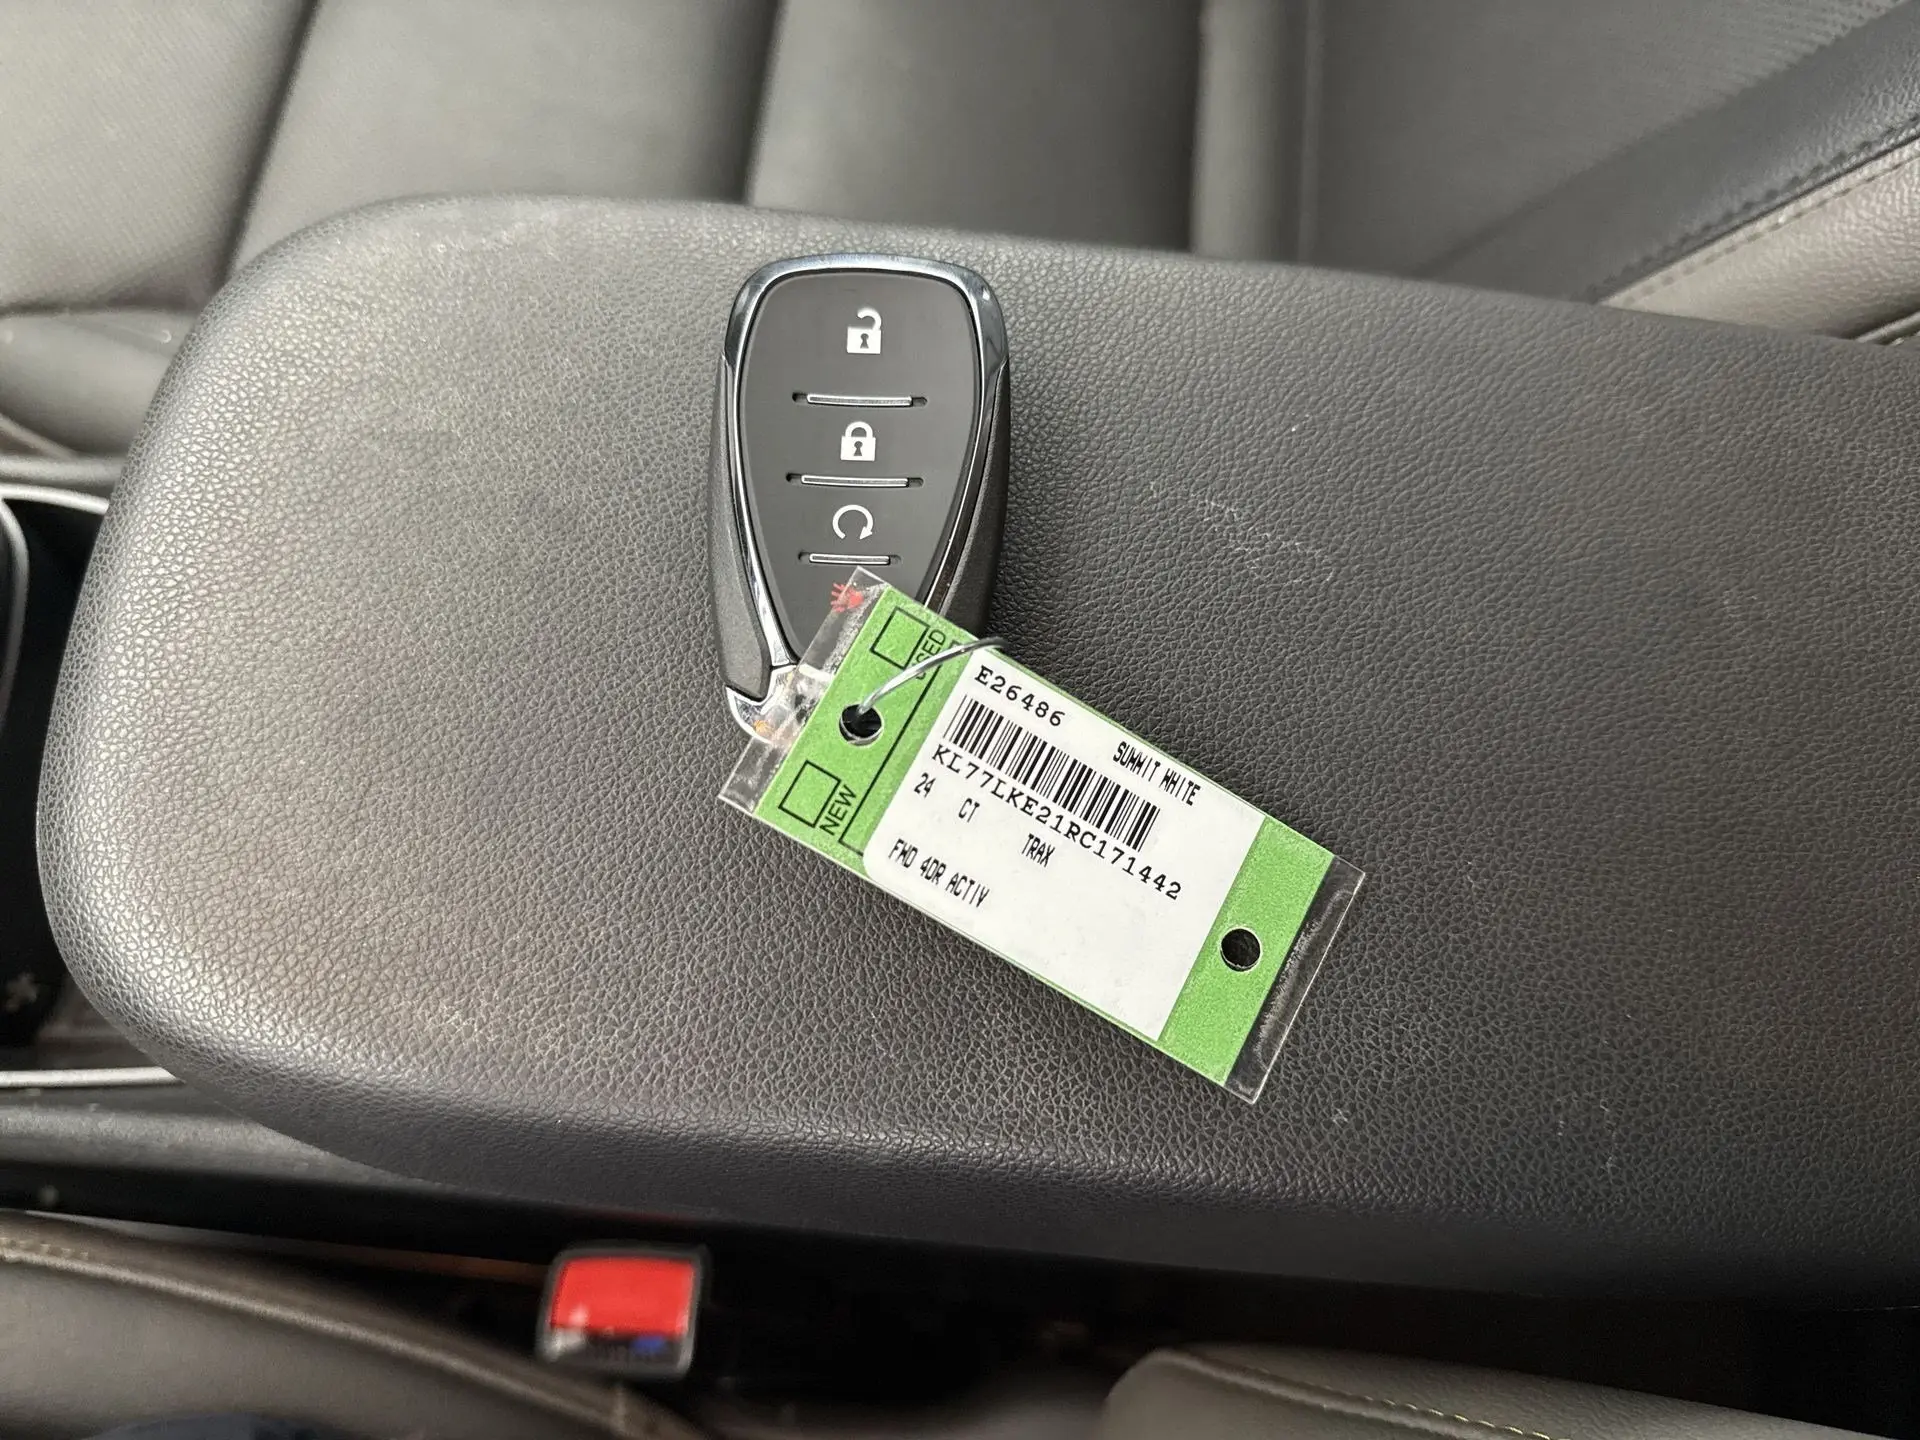 USED
NEW
E26486
SUMMIT WHITE
KL77LKE21RC171442
24 CT TRAX
FWD 4DR ACTIV